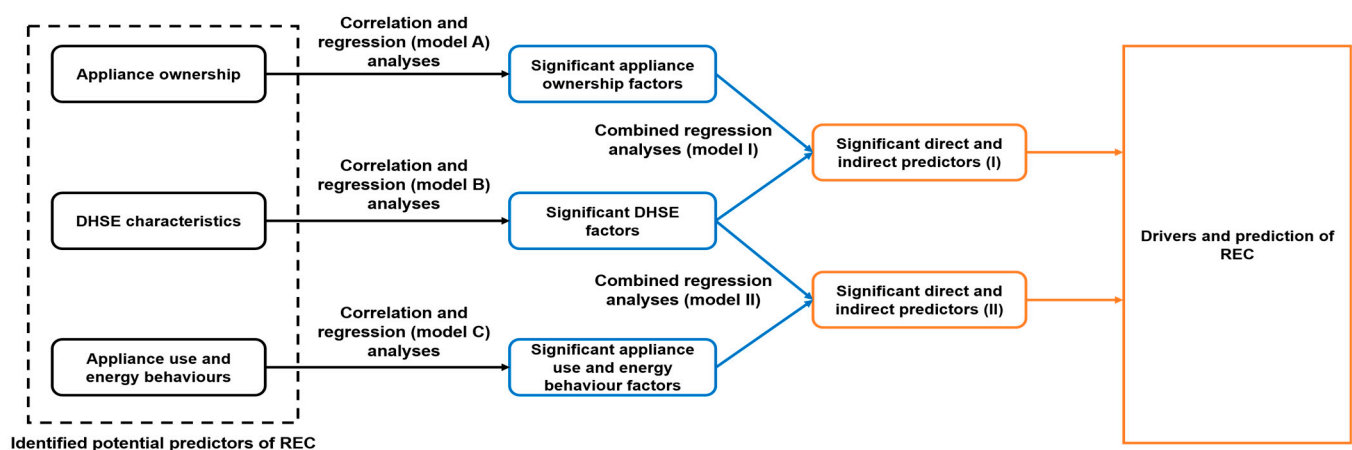 Correlation and
regression (model A)
analyses
Appliance ownership
Significant appliance
ownership factors
Combined regression
analyses (model I)
Significant direct and
indirect predictors (I)
Correlation and
regression (model B)
analyses
DHSE characteristics
Significant DHSE
factors
Drivers and prediction of
REC
Combined regression
analyses (model II)
Significant direct and
indirect predictors (II)
Correlation and
regression (model C)
analyses
Appliance use and
energy behaviours
Significant appliance
use and energy
behaviour factors
Identified potential predictors of REC